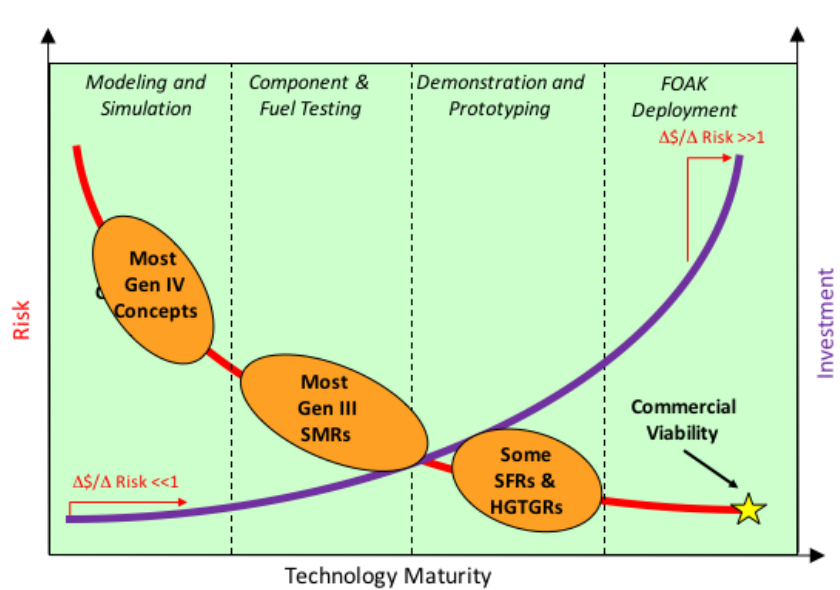 Modeling and
Simulation
Component &
Fuel Testing
Demonstration and
Prototyping
FOAK
Deployment
Δ$/Δ Risk >>1
Most
Gen IV
Concepts
Most
Gen III
SMRs
Some
SFRs &
HGTGRs
Commercial
Viability
Δ$/Δ Risk <<1
Risk
Investment
Technology Maturity